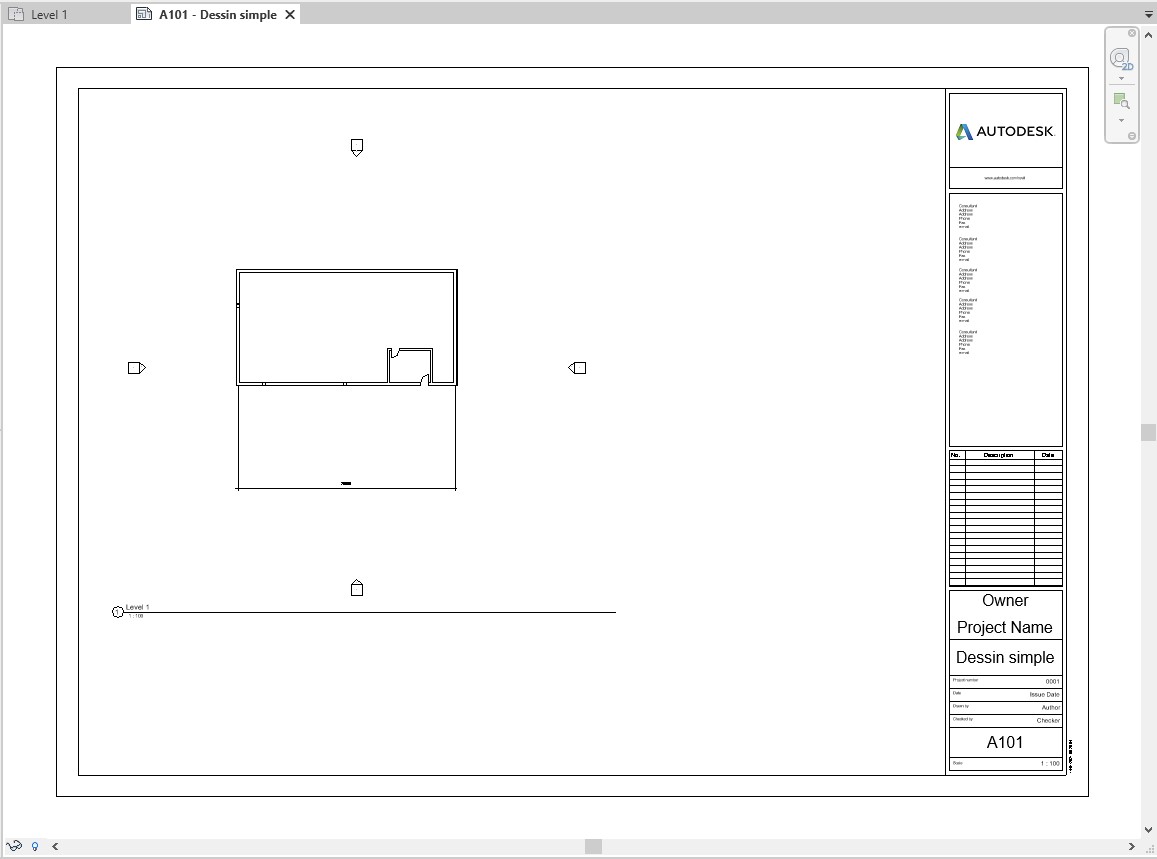 Level 1
A101 - Dessin simple
2D
AUTODESK
www.autodesk.com/revit
Consultant
Address
Address
Phone
Fax
e-mail
Consultant
Address
Address
Phone
Fax
e-mail
Consultant
Address
Address
Phone
Fax
e-mail
Consultant
Address
Address
Phone
Fax
e-mail
Consultant
Address
Address
Phone
Fax
e-mail
No. Description Date
1 Level 1
1 : 100
Owner
Project Name
Dessin simple
Project number 0001
Date Issue Date
Drawn by Author
Checked by Checker
A101
Scale 1 : 100